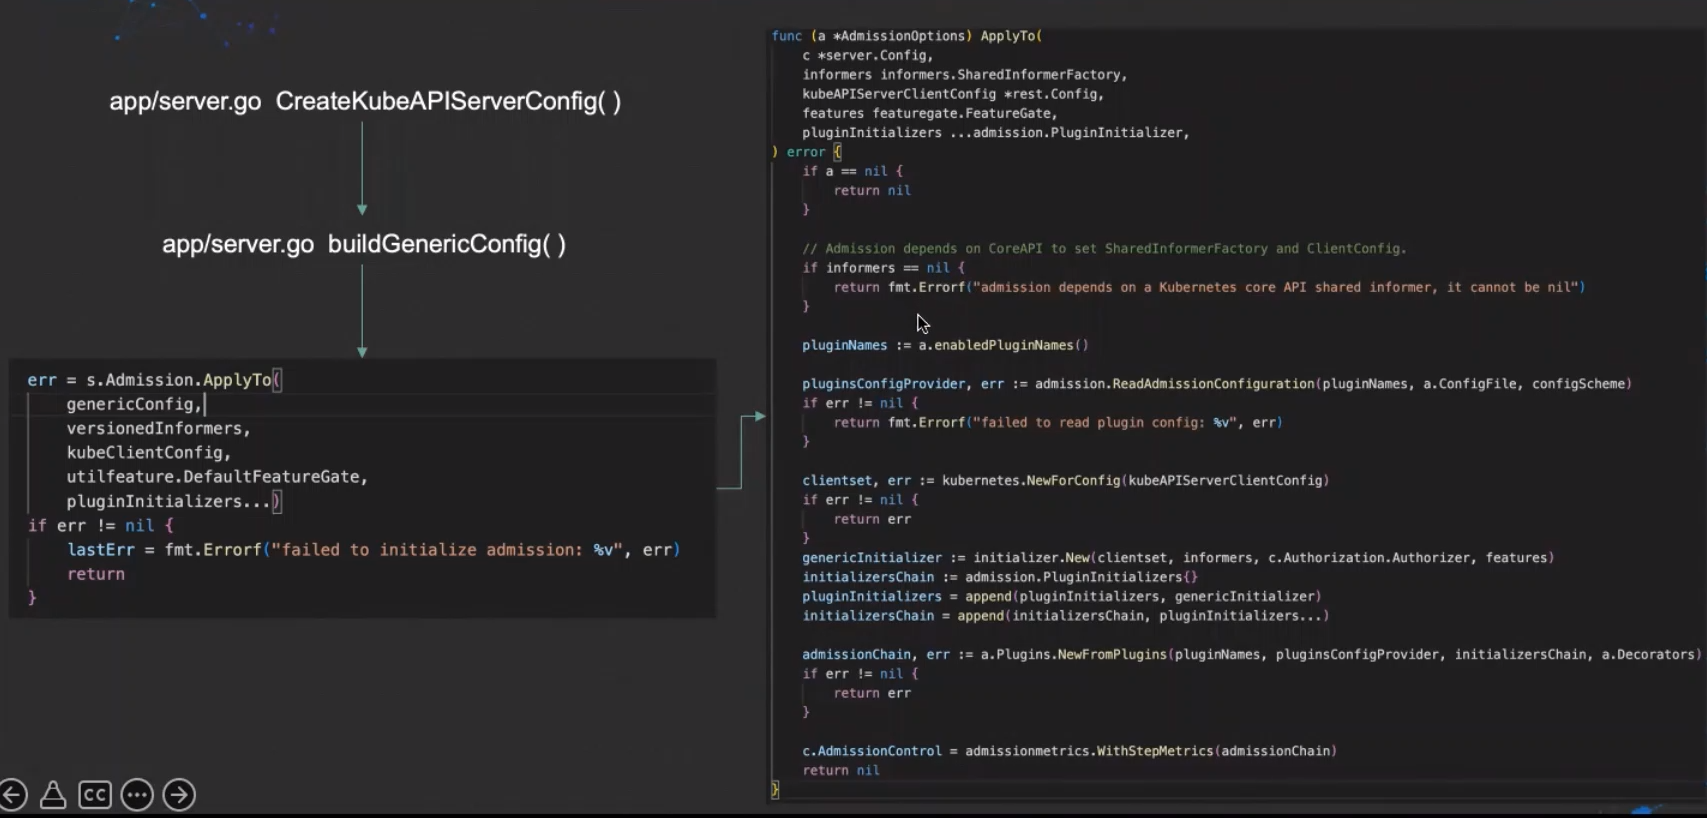 app/server.go CreateKubeAPIServerConfig( )
app/server.go buildGenericConfig( )
err = s.Admission.ApplyTo(
genericConfig,
versionedInformers,
kubeClientConfig,
utilfeature.DefaultFeatureGate,
pluginInitializers...)
if err != nil {
lastErr = fmt.Errorf("failed to initialize admission: %v", err)
return
}
func (a *AdmissionOptions) ApplyTo(
c *server.Config,
informers informers.SharedInformerFactory,
kubeAPIServerClientConfig *rest.Config,
features featuregate.FeatureGate,
pluginInitializers ...admission.PluginInitializer,
) error {
if a == nil {
return nil
}
// Admission depends on CoreAPI to set SharedInformerFactory and ClientConfig.
if informers == nil {
return fmt.Errorf("admission depends on a Kubernetes core API shared informer, it cannot be nil")
}
pluginNames := a.enabledPluginNames()
pluginsConfigProvider, err := admission.ReadAdmissionConfiguration(pluginNames, a.ConfigFile, configScheme)
if err != nil {
return fmt.Errorf("failed to read plugin config: %v", err)
}
clientset, err := kubernetes.NewForConfig(kubeAPIServerClientConfig)
if err != nil {
return err
}
genericInitializer := initializer.New(clientset, informers, c.Authorization.Authorizer, features)
initializersChain := admission.PluginInitializers{}
pluginInitializers = append(pluginInitializers, genericInitializer)
initializersChain = append(initializersChain, pluginInitializers...)
admissionChain, err := a.Plugins.NewFromPlugins(pluginNames, pluginsConfigProvider, initializersChain, a.Decorators)
if err != nil {
return err
}
c.AdmissionControl = admissionmetrics.WithStepMetrics(admissionChain)
return nil
}
CC